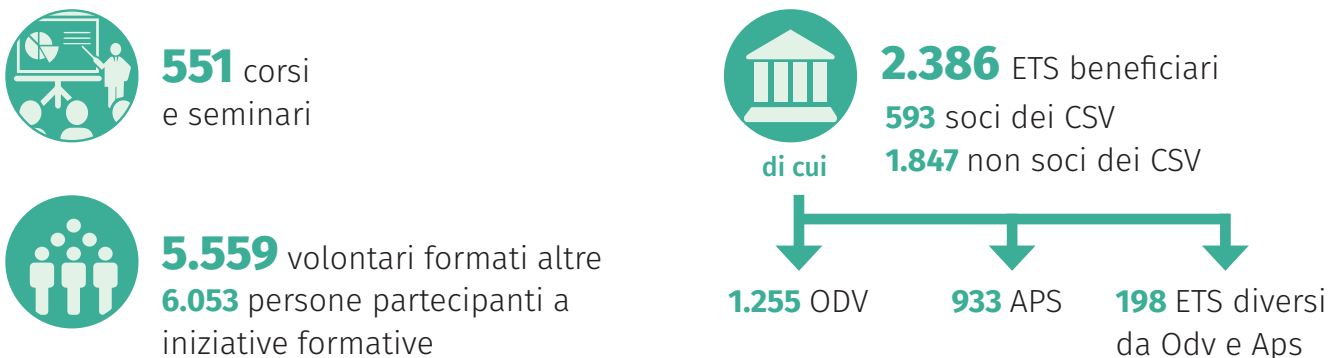 551 corsi
e seminari
5.559 volontari formati altre
6.053 persone partecipanti a
iniziative formative
2.386 ETS beneficiari
593 soci dei CSV
1.847 non soci dei CSV
di cui
1.255 ODV
933 APS
198 ETS diversi
da Odv e Aps